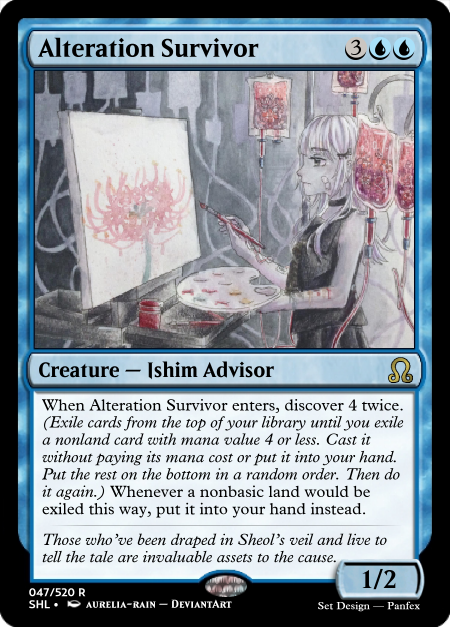 Alteration Survivor 3
Creature — Ishim Advisor
When Alteration Survivor enters, discover 4 twice.
(Exile cards from the top of your library until you exile
a nonland card with mana value 4 or less. Cast it
without paying its mana cost or put it into your hand.
Put the rest on the bottom in a random order. Then do
it again.) Whenever a nonbasic land would be
exiled this way, put it into your hand instead.
Those who've been draped in Sheol's veil and live to
tell the tale are invaluable assets to the cause.
1/2
047/520 R
SHL • AURELIA-RAIN — DEVIANTART
Set Design — Panfex